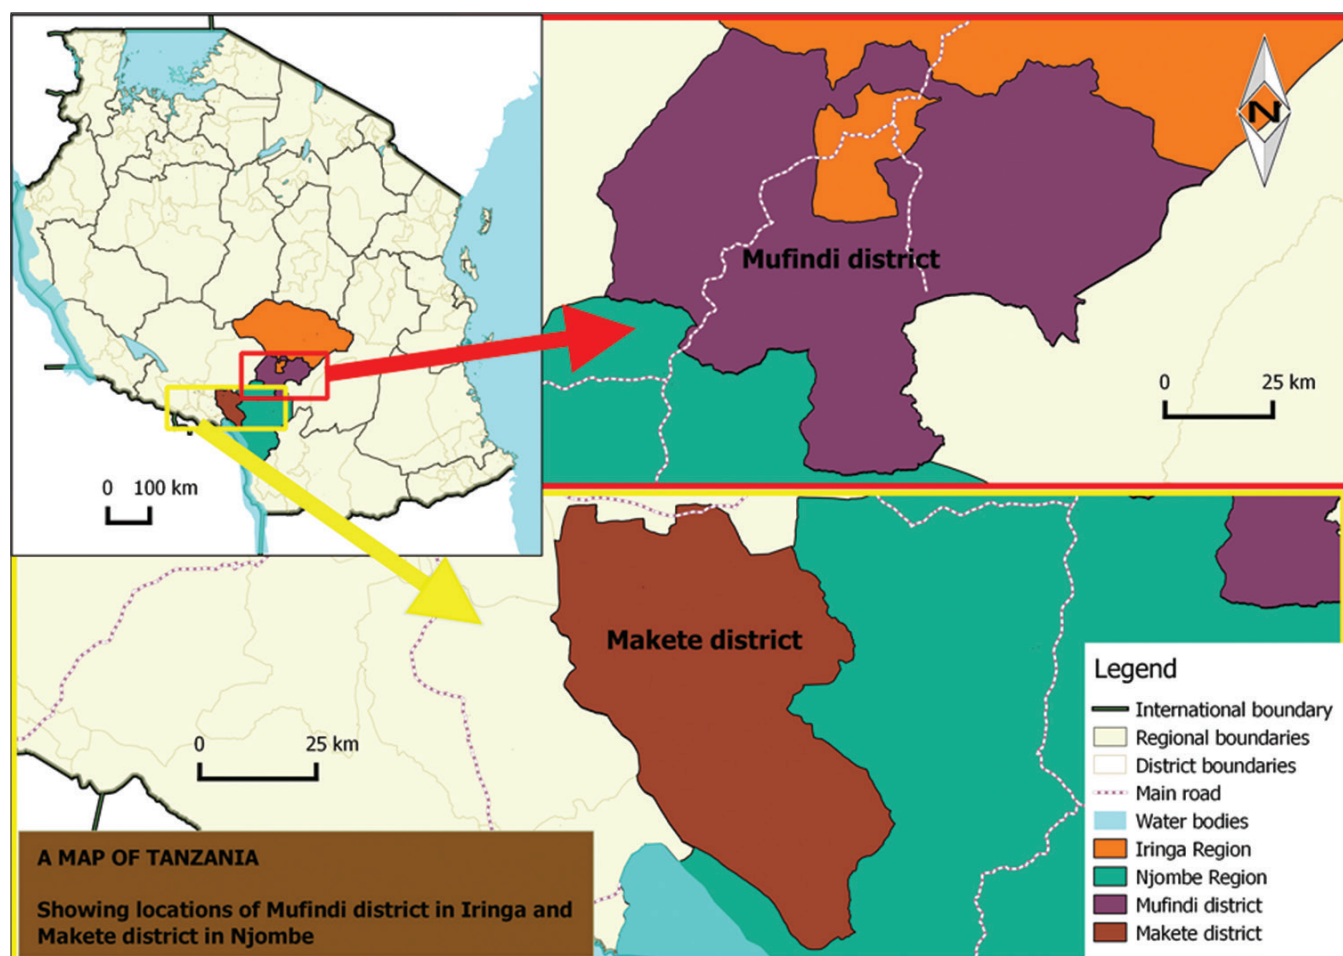 N
Mufindi district
0 25 km
0 100 km
Makete district
0 25 km
Legend
International boundary
Regional boundaries
District boundaries
Main road
Water bodies
Iringa Region
Njombe Region
Mufindi district
Makete district
A MAP OF TANZANIA
Showing locations of Mufindi district in Iringa and
Makete district in Njombe